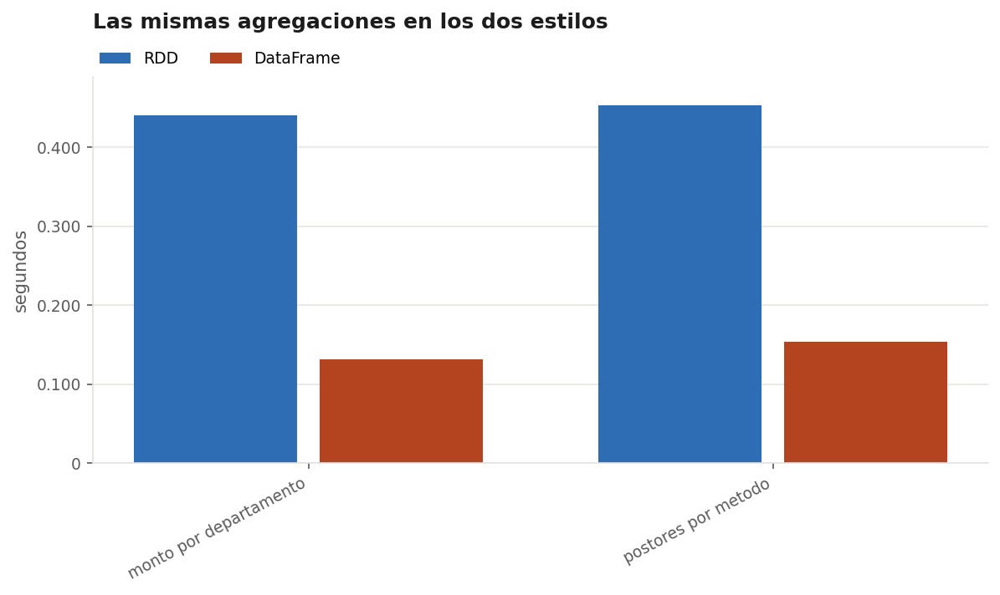 Las mismas agregaciones en los dos estilos
RDD DataFrame
segundos
0.400
0.300
0.200
0.100
0
monto por departamento
postores por metodo